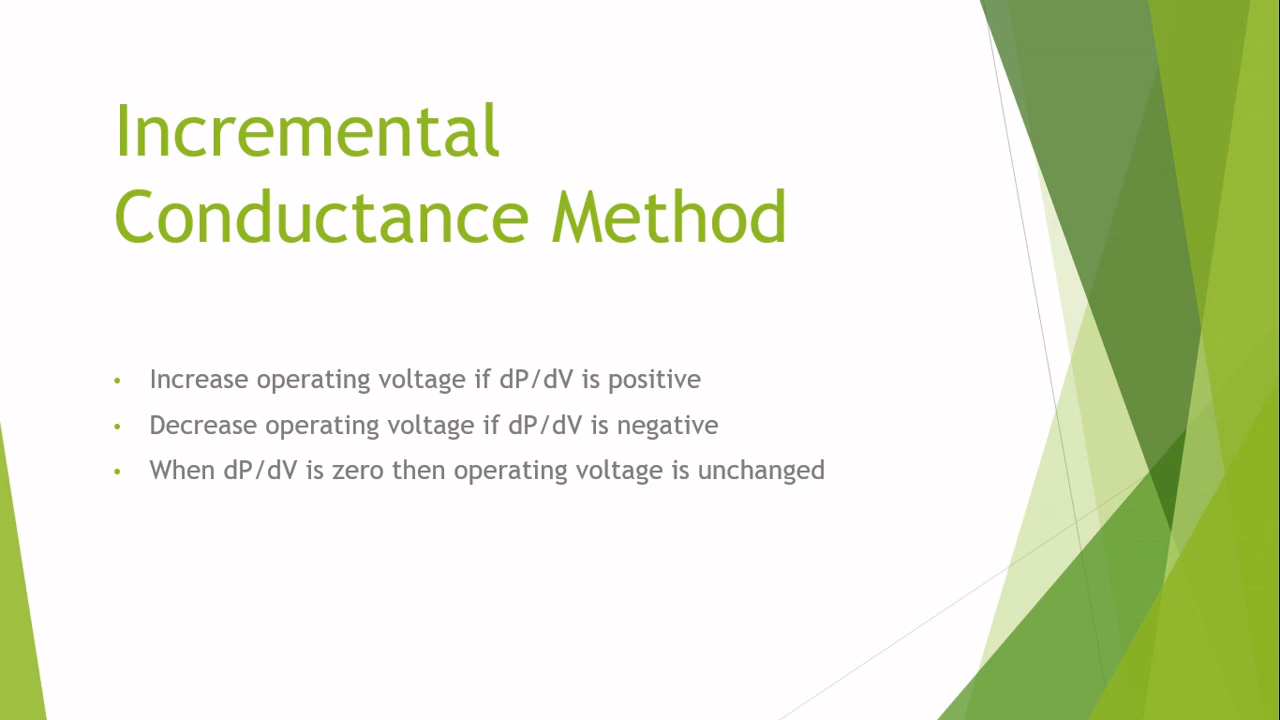 Incremental
Conductance Method
• Increase operating voltage if dP/dV is positive
• Decrease operating voltage if dP/dV is negative
• When dP/dV is zero then operating voltage is unchanged